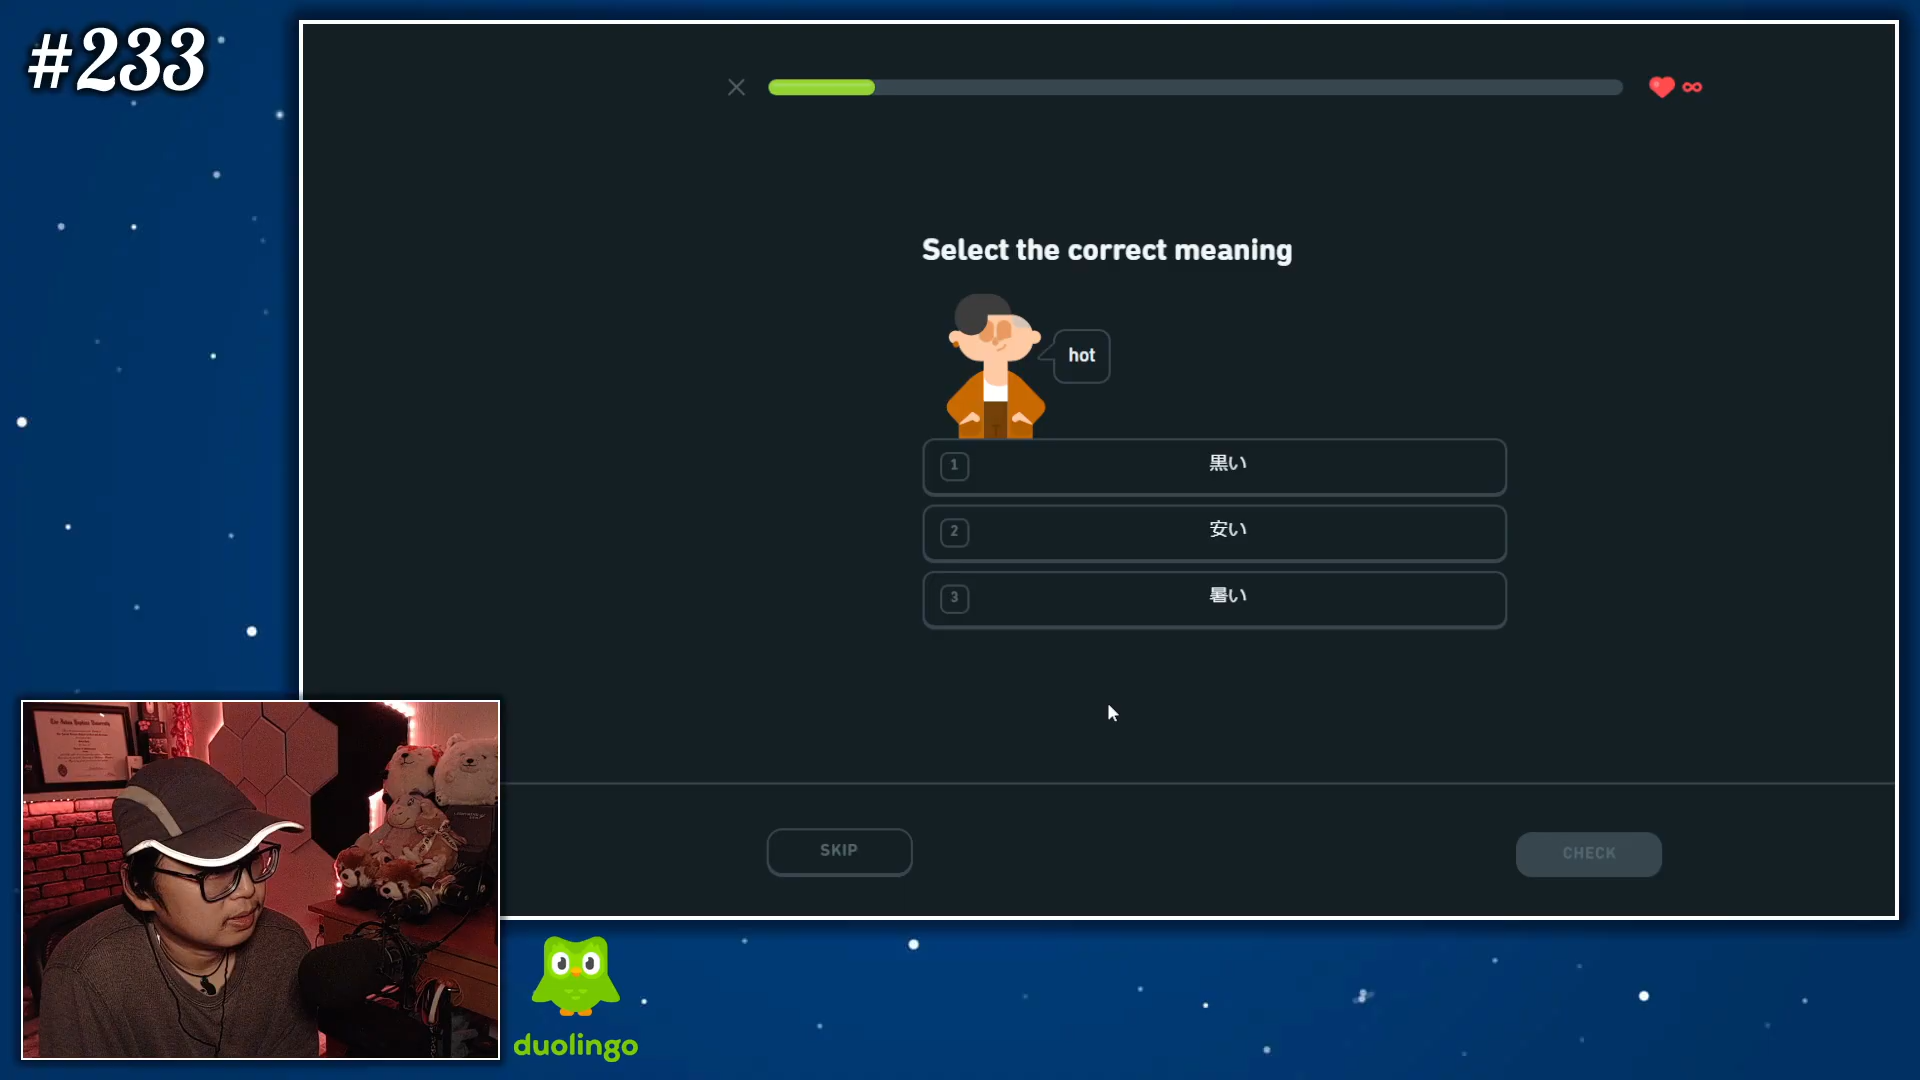 #233
Select the correct meaning
hot
1 黒い
2 安い
3 暑い
SKIP
CHECK
duolingo